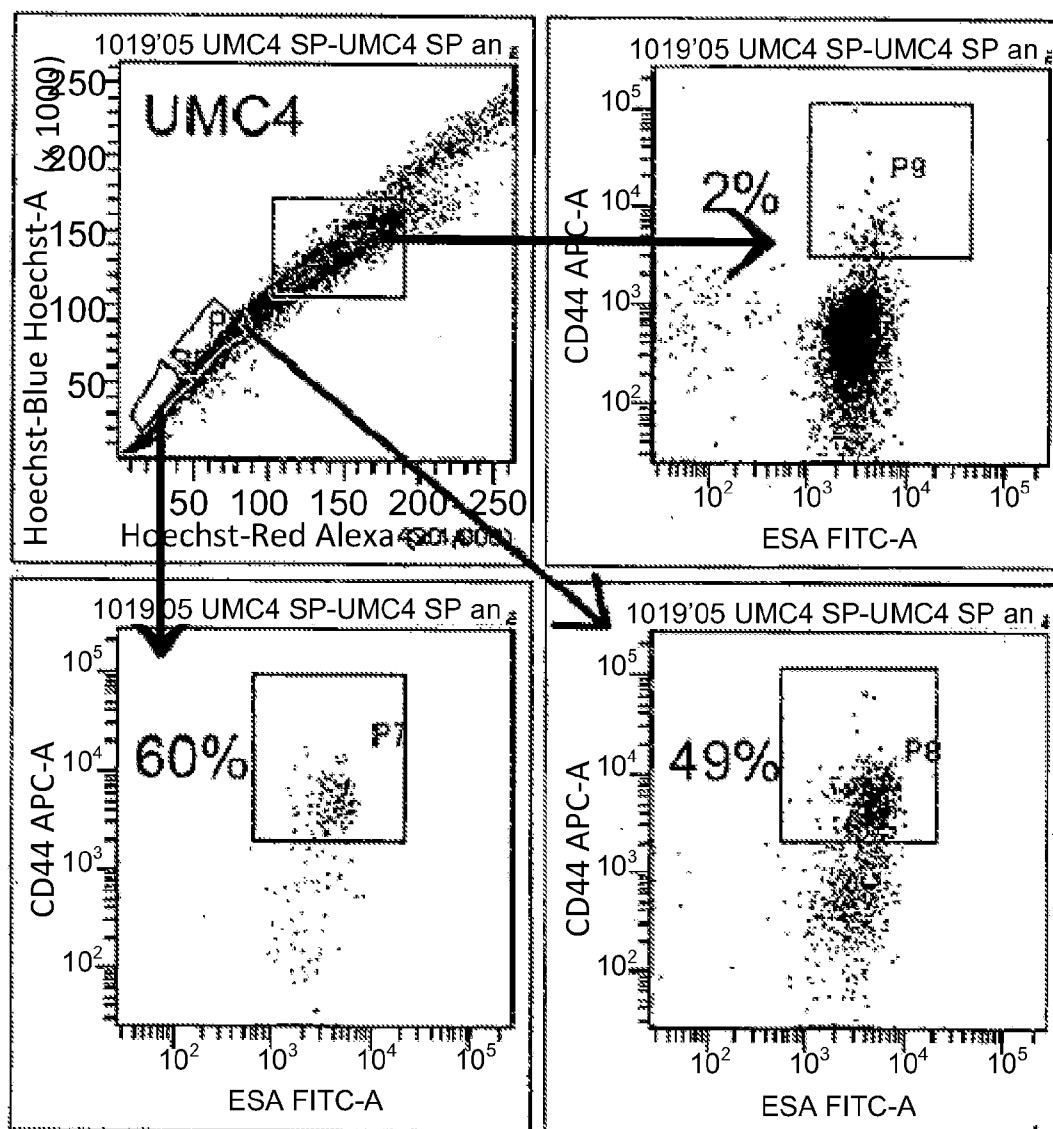 1019'05 UMC4 SP-UMC4 SP an
UMC4
Hoechst-Blue Hoechst-A (x 1000)
250
200
150
100
50
50 100 150 200 250
Hoechst-Red Alexa
1019'05 UMC4 SP-UMC4 SP an
2%
P9
CD44 APC-A
10⁵
10⁴
10³
10²
10² 10³ 10⁴ 10⁵
ESA FITC-A
1019'05 UMC4 SP-UMC4 SP an
60%
P7
CD44 APC-A
10⁵
10⁴
10³
10²
10² 10³ 10⁴ 10⁵
ESA FITC-A
1019'05 UMC4 SP-UMC4 SP an
49%
P8
CD44 APC-A
10⁵
10⁴
10³
10²
10² 10³ 10⁴ 10⁵
ESA FITC-A